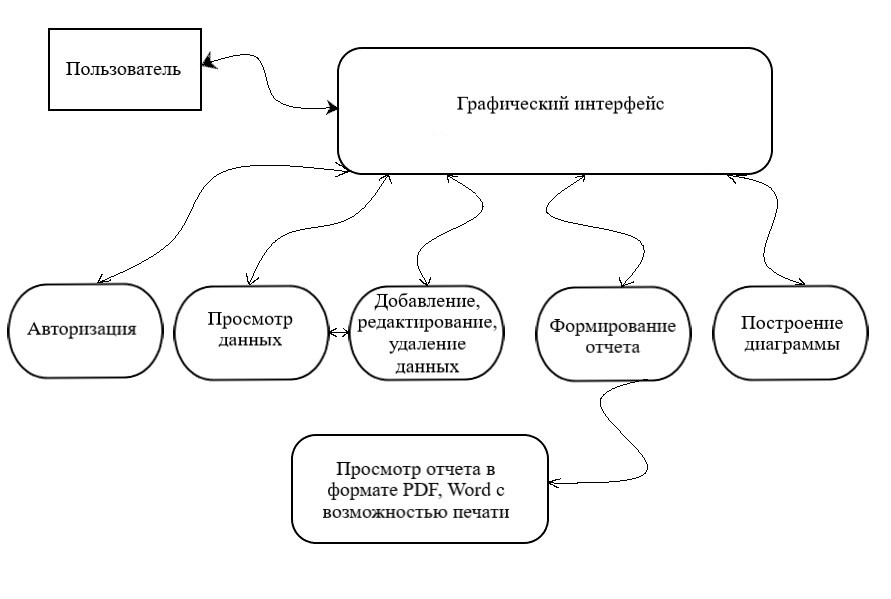 Пользователь
Графический интерфейс
Авторизация
Просмотр
данных
Добавление,
редактирование,
удаление
данных
Формирование
отчета
Построение
диаграммы
Просмотр отчета в
формате PDF, Word с
возможностью печати